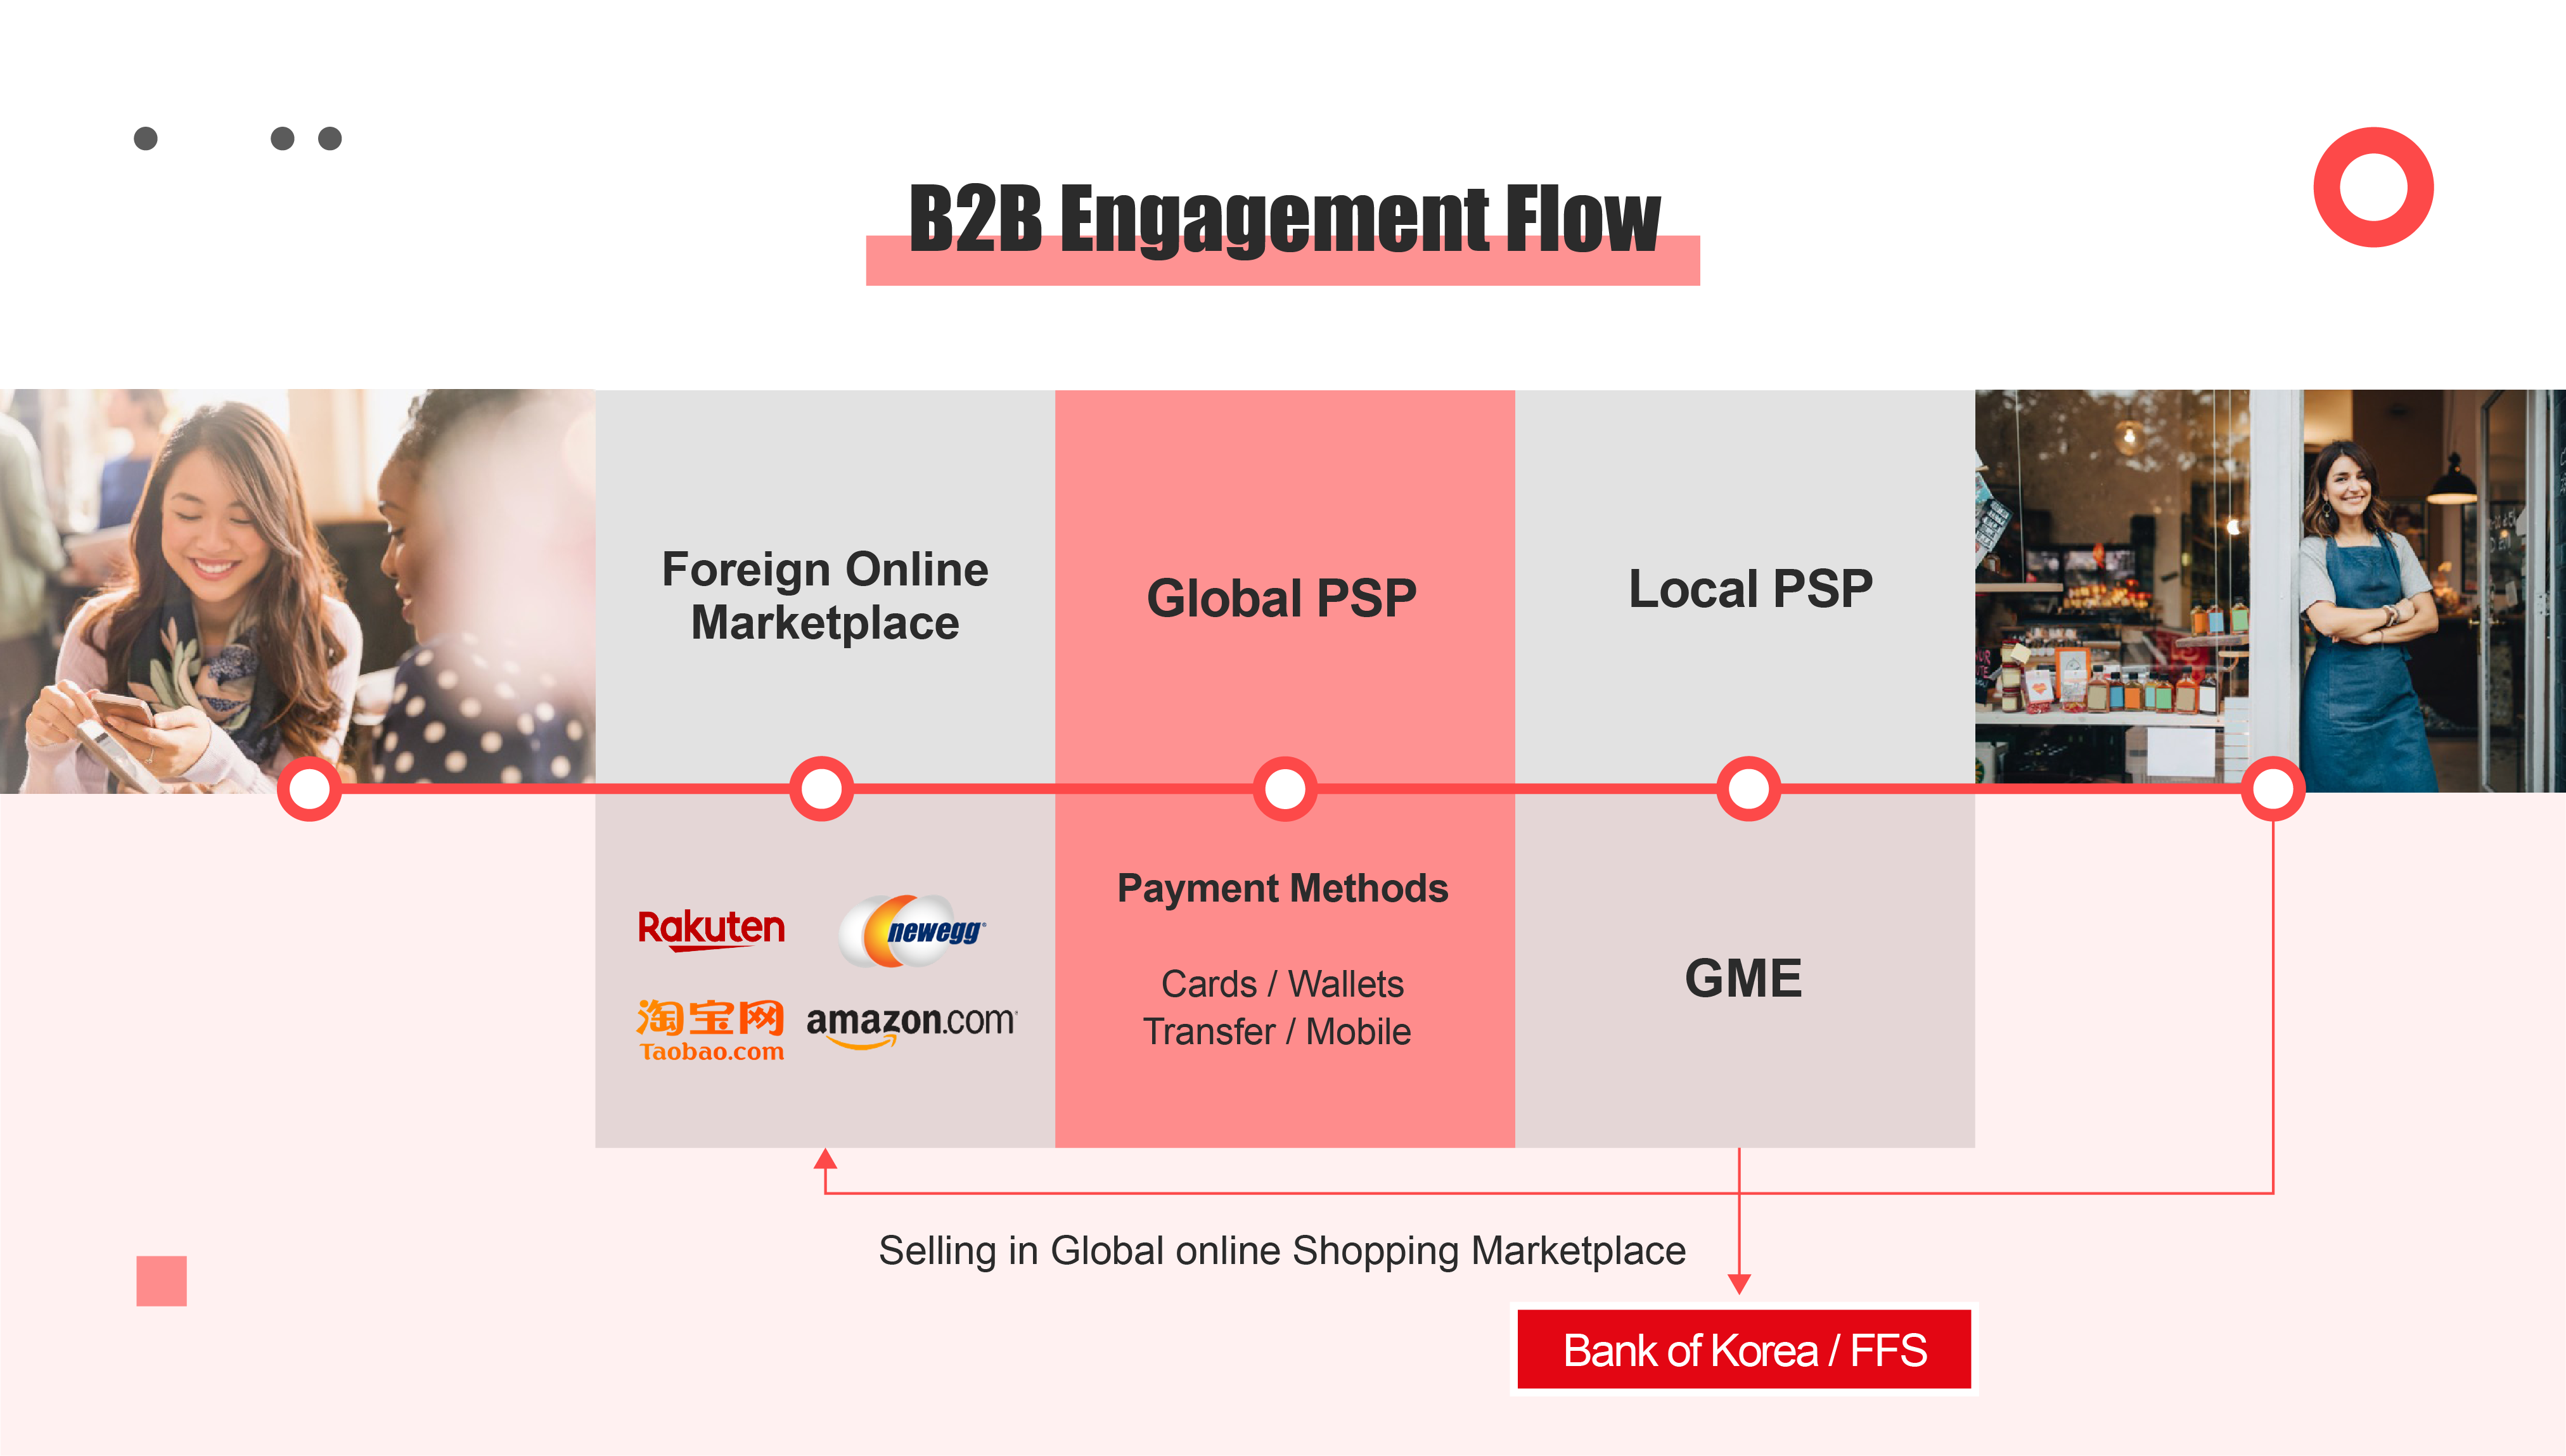 B2B Engagement Flow
Foreign Online
Marketplace
Global PSP
Local PSP
Rakuten
newegg
淘宝网
Taobao.com
amazon.com
Payment Methods
Cards / Wallets
Transfer / Mobile
GME
Selling in Global online Shopping Marketplace
Bank of Korea / FFS